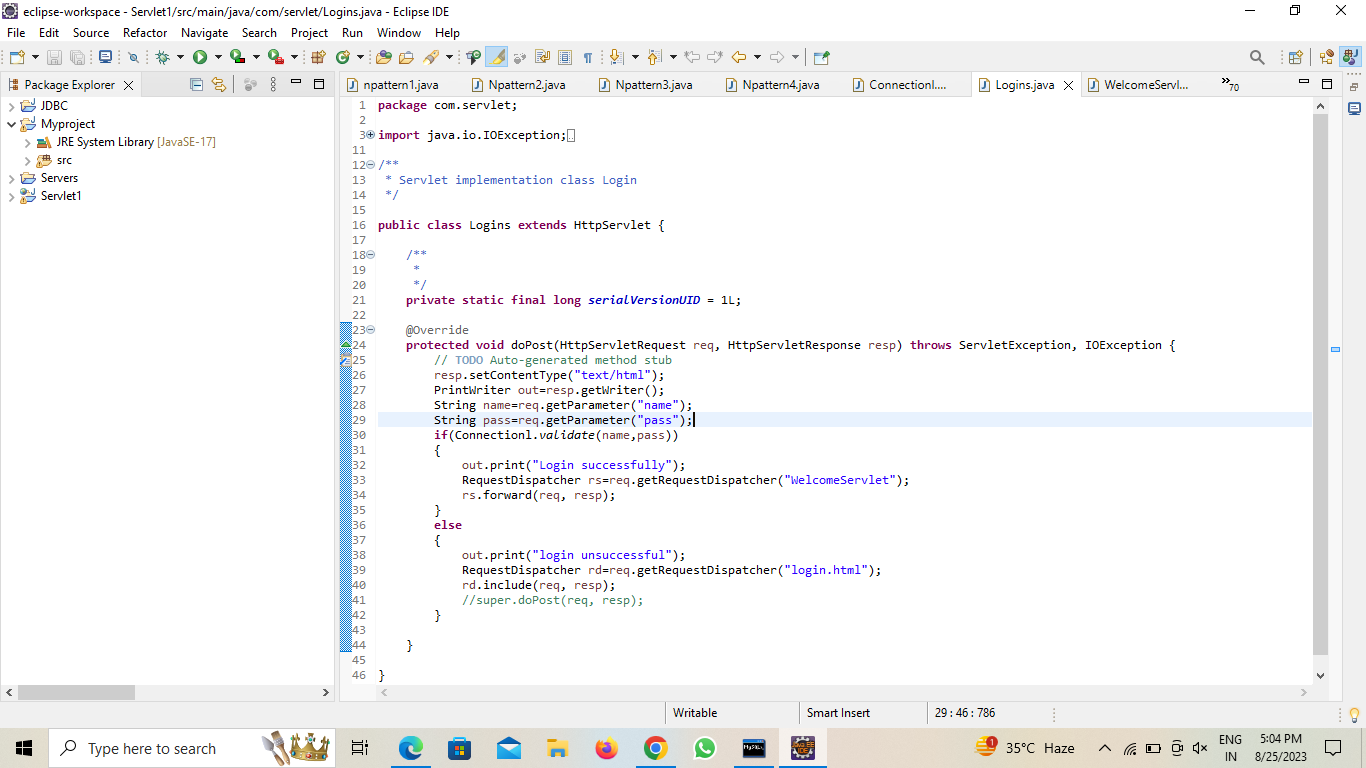 eclipse-workspace - Servlet1/src/main/java/com/servlet/Logins.java - Eclipse IDE
File Edit Source Refactor Navigate Search Project Run Window Help
Package Explorer
npattern1.java Npattern2.java Npattern3.java Npattern4.java Connectionl.... Logins.java WelcomeServl... »70
JDBC
Myproject
JRE System Library [JavaSE-17]
src
Servers
Servlet1
1 package com.servlet;
2
3 import java.io.IOException;
11
12 /**
13 * Servlet implementation class Login
14 */
15
16 public class Logins extends HttpServlet {
17
18 /**
19 *
20 */
21 private static final long serialVersionUID = 1L;
22
23 @Override
24 protected void doPost(HttpServletRequest req, HttpServletResponse resp) throws ServletException, IOException {
25 // TODO Auto-generated method stub
26 resp.setContentType("text/html");
27 PrintWriter out=resp.getWriter();
28 String name=req.getParameter("name");
29 String pass=req.getParameter("pass");
30 if(Connectionl.validate(name,pass))
31 {
32 out.print("Login successfully");
33 RequestDispatcher rs=req.getRequestDispatcher("WelcomeServlet");
34 rs.forward(req, resp);
35 }
36 else
37 {
38 out.print("login unsuccessful");
39 RequestDispatcher rd=req.getRequestDispatcher("login.html");
40 rd.include(req, resp);
41 //super.doPost(req, resp);
42 }
43
44 }
45
46 }
Writable Smart Insert 29 : 46 : 786
Type here to search
35°C Haze
ENG
IN
5:04 PM
8/25/2023